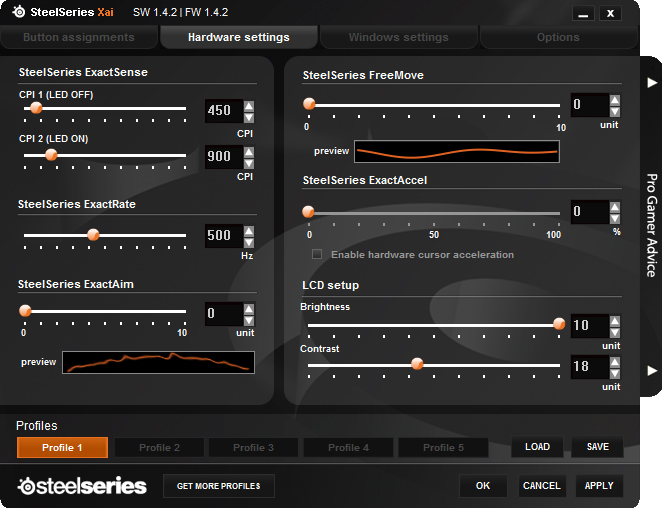 SteelSeries Xai SW 1.4.2 | FW 1.4.2
Button assignments Hardware settings Windows settings Options
SteelSeries ExactSense
CPI 1 (LED OFF)
450
CPI
CPI 2 (LED ON)
900
CPI
SteelSeries ExactRate
500
Hz
SteelSeries ExactAim
0
0 10 unit
preview
SteelSeries FreeMove
0
0 10 unit
preview
SteelSeries ExactAccel
0
0 50 100 %
Enable hardware cursor acceleration
LCD setup
Brightness
10
unit
Contrast
18
unit
Pro Gamer Advice
Profiles
Profile 1 Profile 2 Profile 3 Profile 4 Profile 5 LOAD SAVE
steelseries GET MORE PROFILES OK CANCEL APPLY